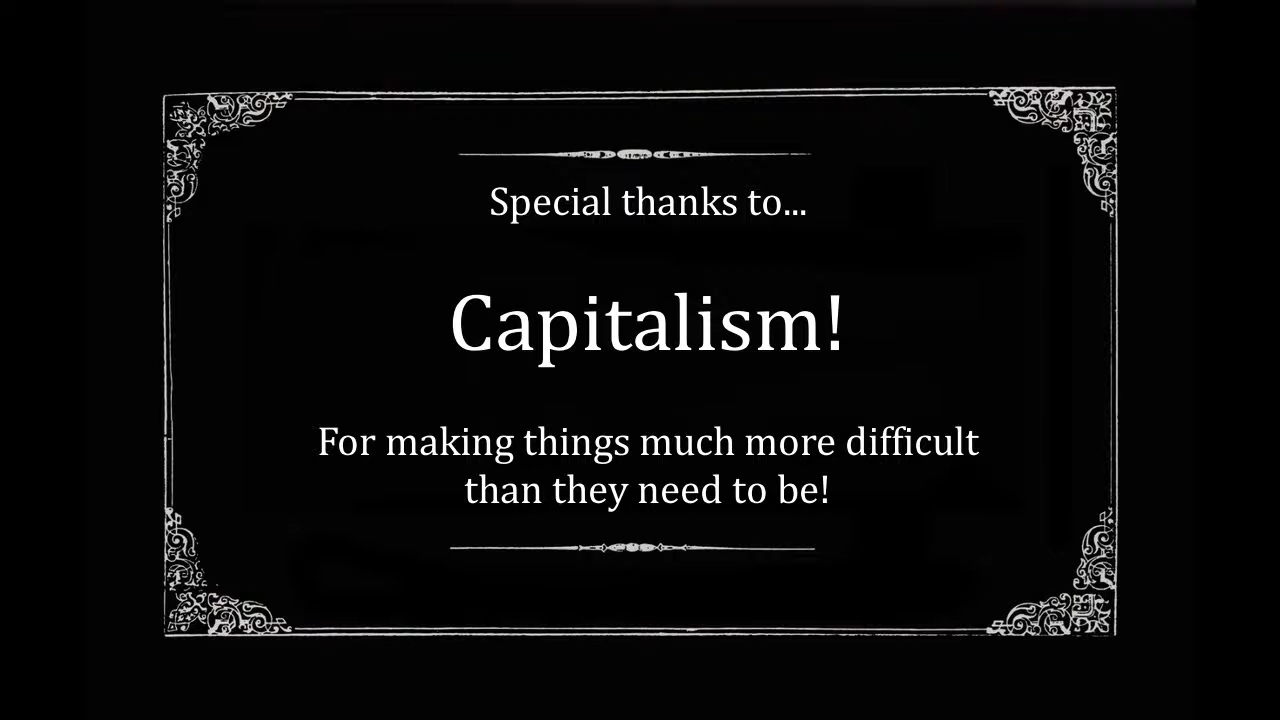 Special thanks to...
Capitalism!
For making things much more difficult
than they need to be!